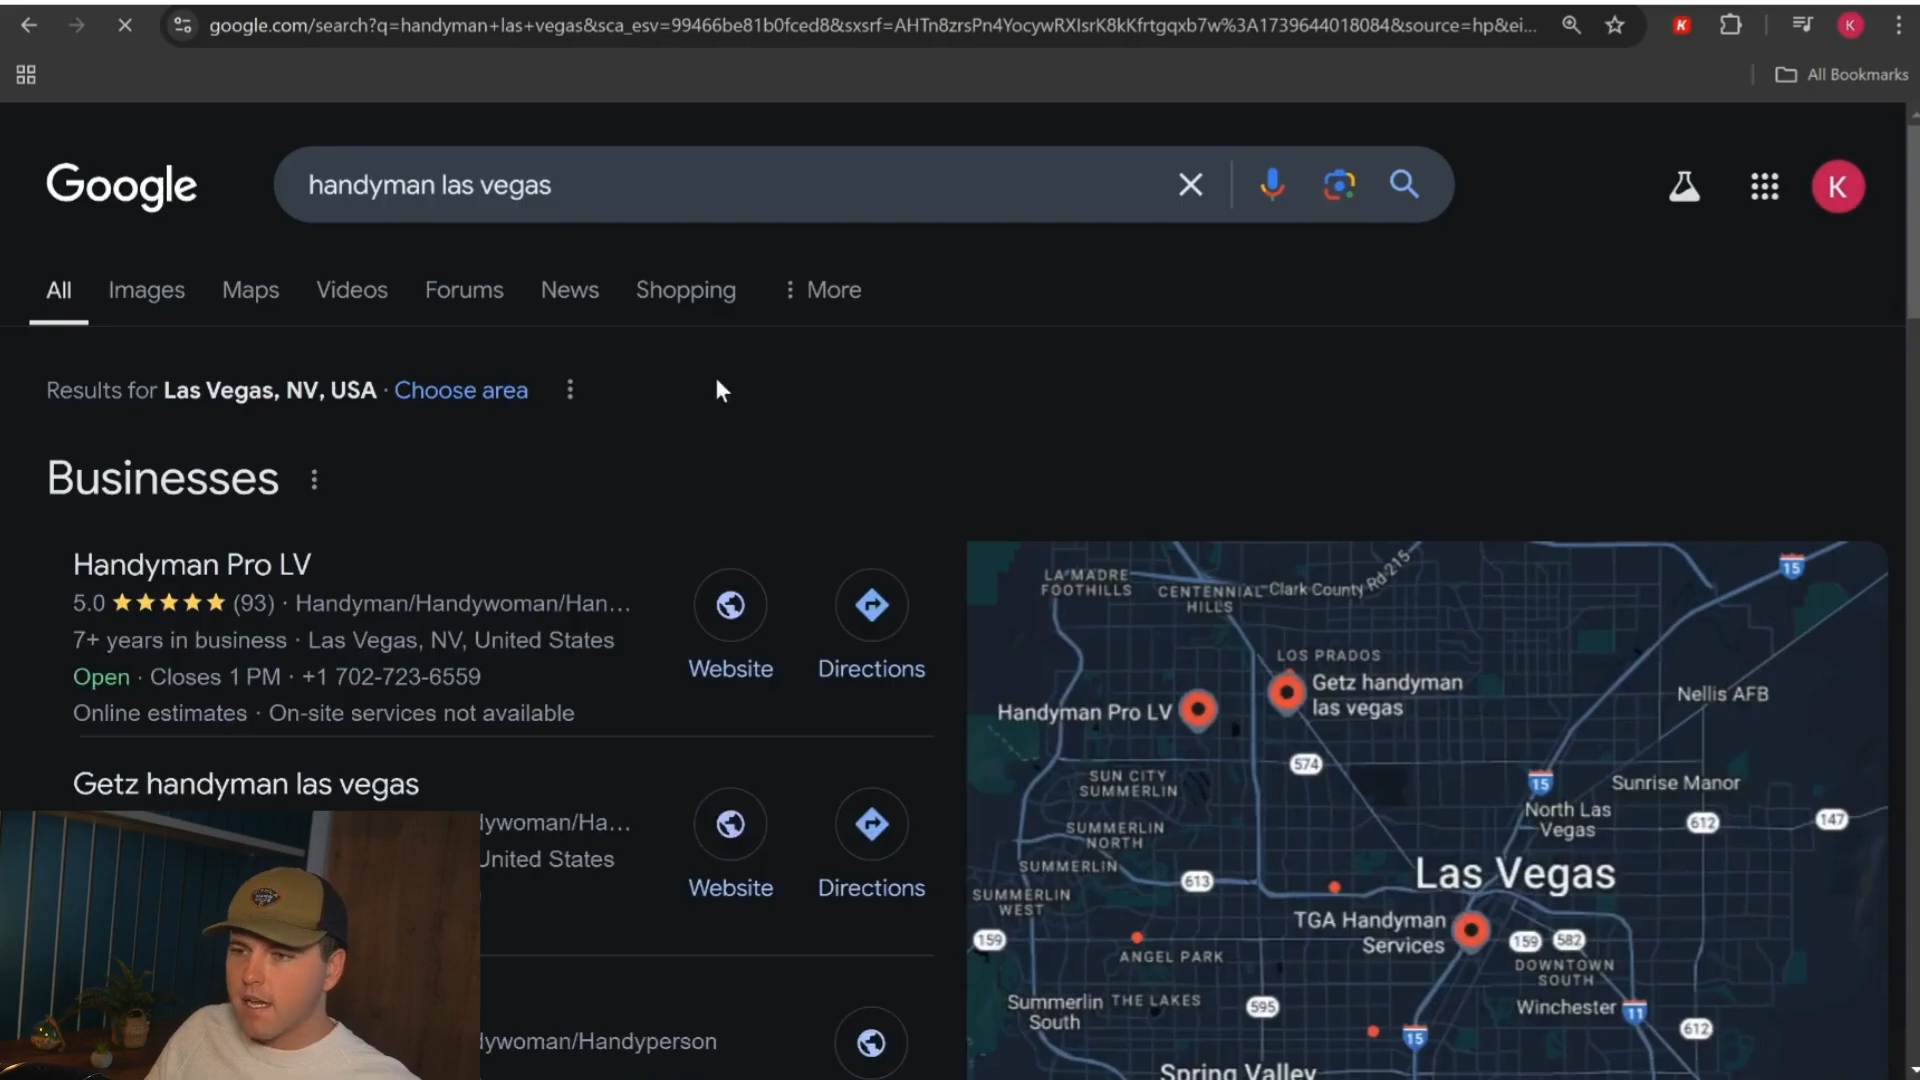 google.com/search?q=handyman+las+vegas&sca_esv=99466be81b0fced8&sxsrf=AHTn8zrsPn4YocywRXIsrK8kKfrtgqxb7w%3A1739644018084&source=hp&ei...
K
K
All Bookmarks
Google
handyman las vegas
K
All
Images
Maps
Videos
Forums
News
Shopping
More
Results for Las Vegas, NV, USA · Choose area
Businesses
Handyman Pro LV
5.0 (93) · Handyman/Handywoman/Han...
7+ years in business · Las Vegas, NV, United States
Open · Closes 1 PM · +1 702-723-6559
Online estimates · On-site services not available
Website
Directions
Getz handyman las vegas
dywoman/Ha...
United States
Website
Directions
dywoman/Handyperson
LA MADRE
FOOTHILLS
CENTENNIAL
HILLS
Clark County Rd 215
15
LOS PRADOS
Getz handyman
las vegas
Handyman Pro LV
Nellis AFB
574
SUN CITY
SUMMERLIN
15
Sunrise Manor
North Las
Vegas
612
147
SUMMERLIN
NORTH
SUMMERLIN
613
Las Vegas
SUMMERLIN
WEST
TGA Handyman
Services
159
159
582
ANGEL PARK
DOWNTOWN
SOUTH
Summerlin
South
THE LAKES
595
Winchester
11
612
15
Spring Valley